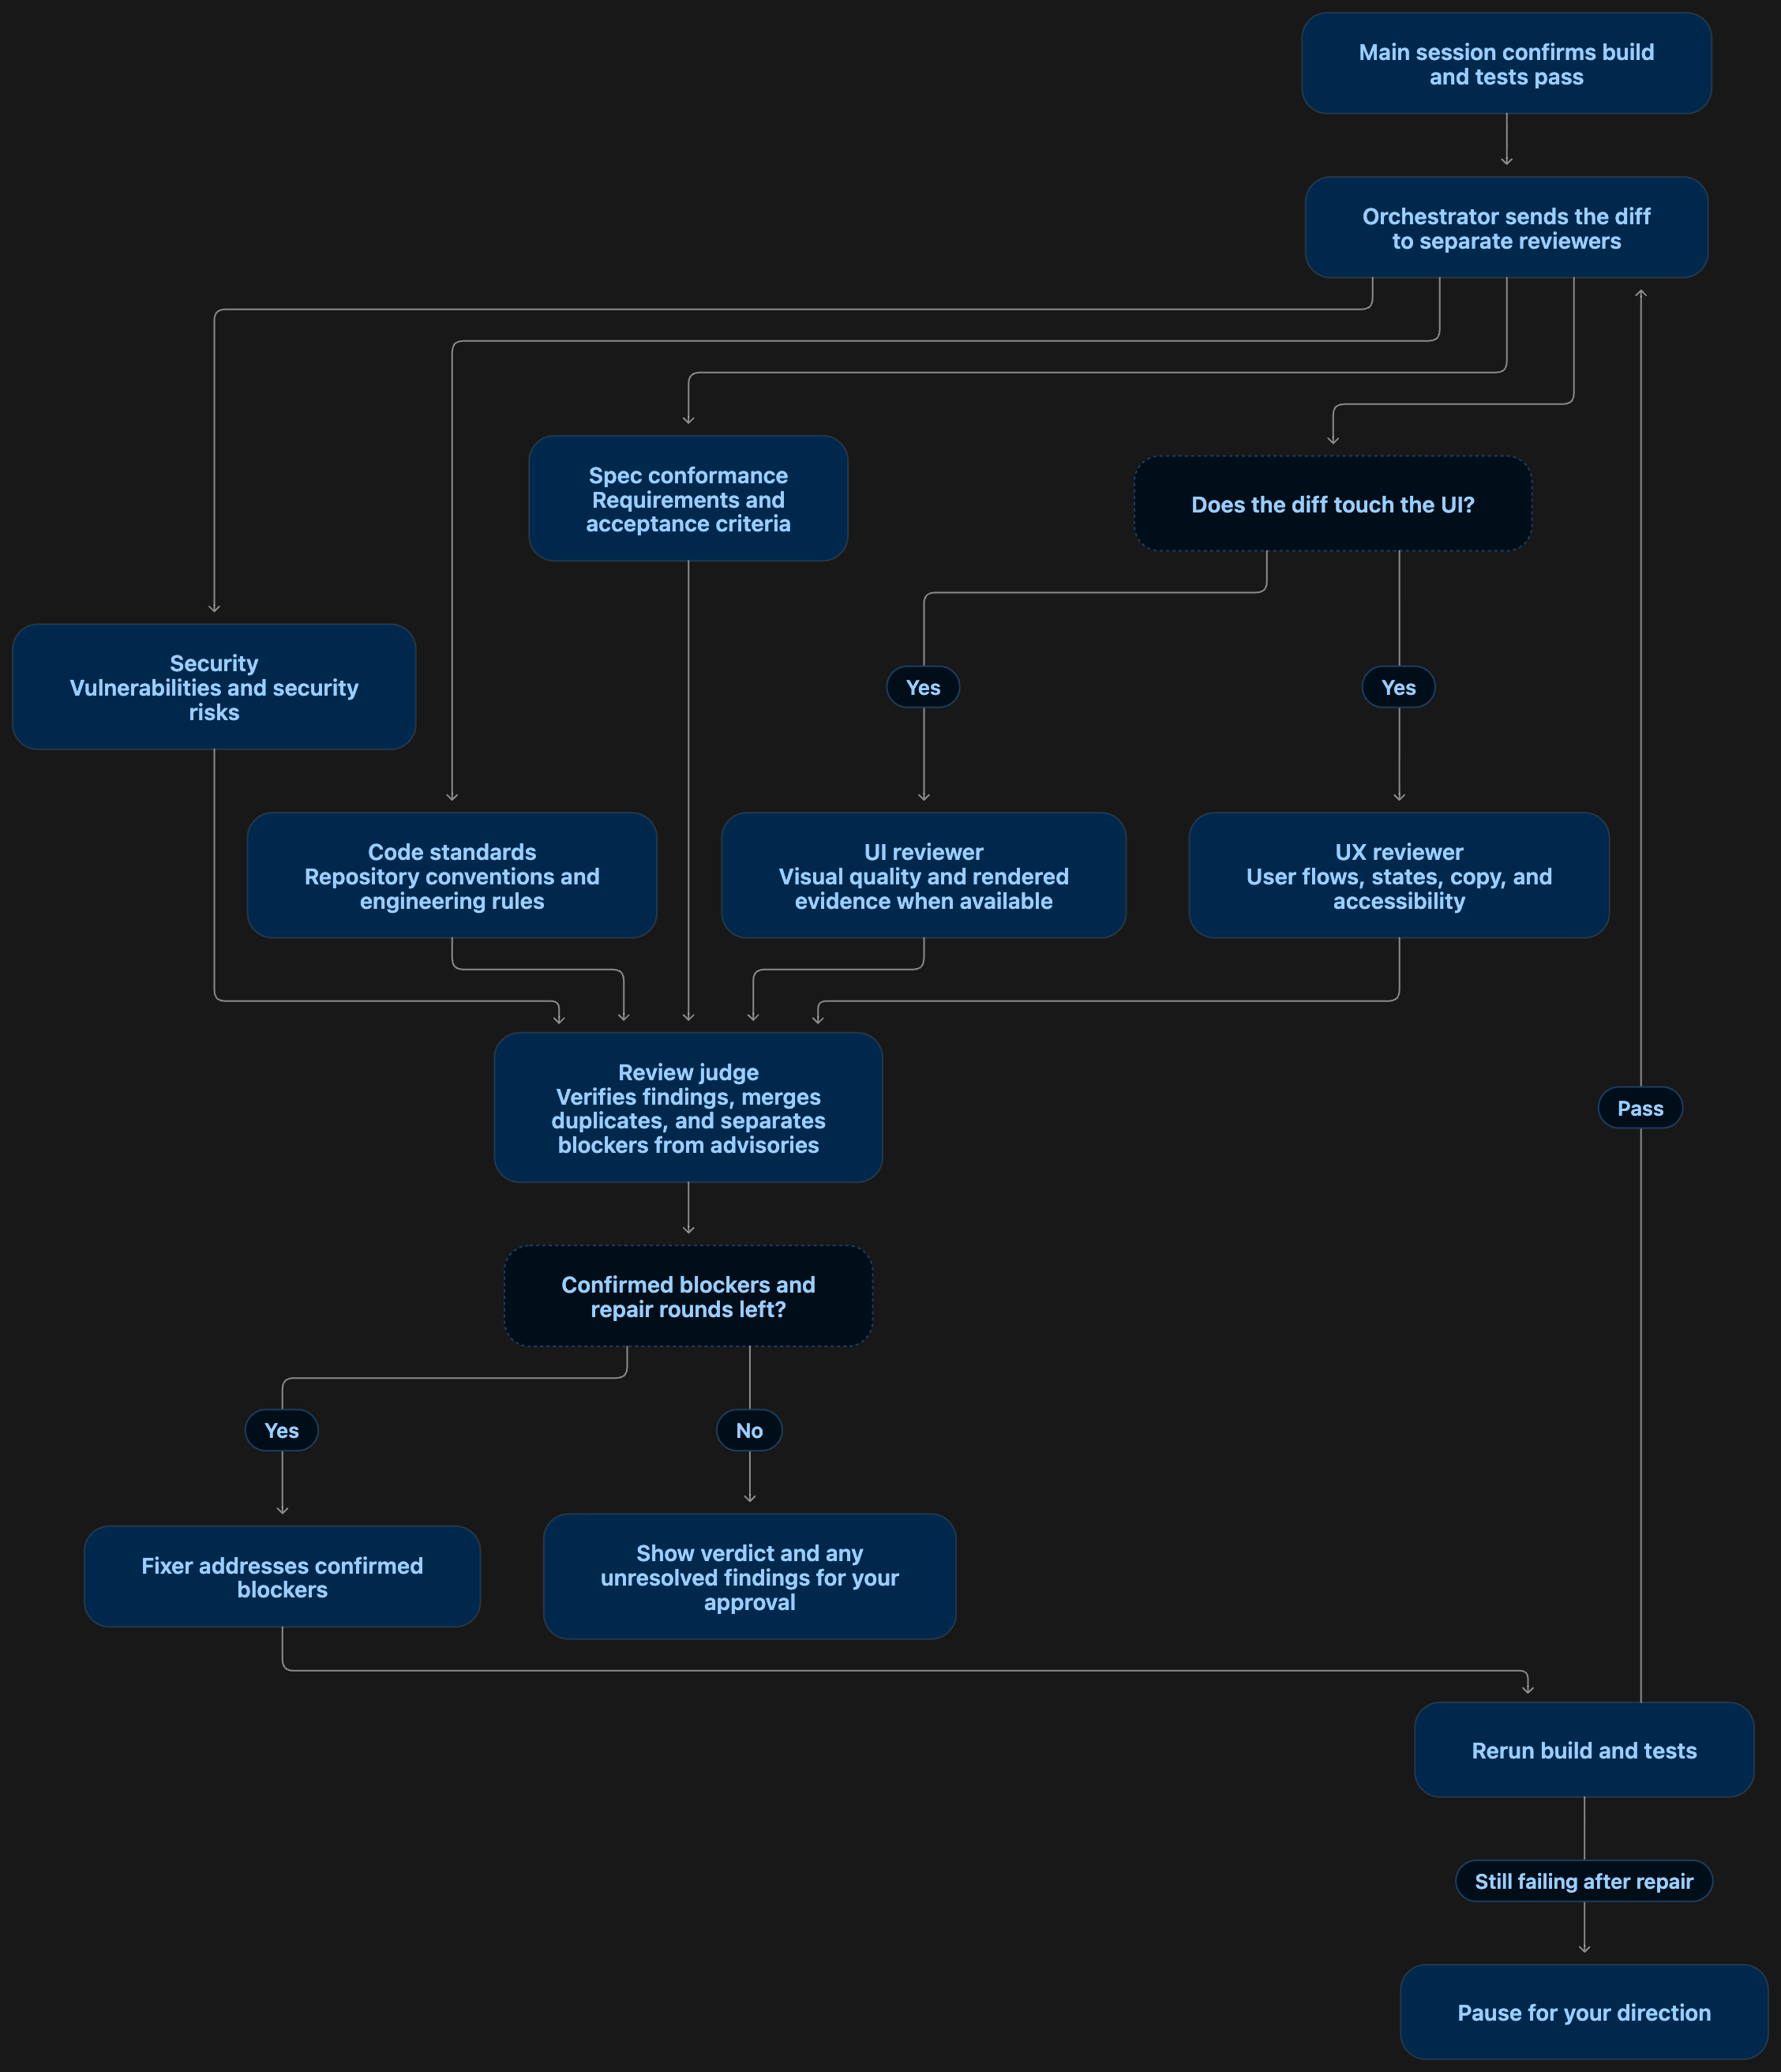 Main session confirms build
and tests pass
Orchestrator sends the diff
to separate reviewers
Spec conformance
Requirements and
acceptance criteria
Does the diff touch the UI?
Security
Vulnerabilities and security
risks
Yes
Yes
Code standards
Repository conventions and
engineering rules
UI reviewer
Visual quality and rendered
evidence when available
UX reviewer
User flows, states, copy, and
accessibility
Review judge
Verifies findings, merges
duplicates, and separates
blockers from advisories
Pass
Confirmed blockers and
repair rounds left?
Yes
No
Fixer addresses confirmed
blockers
Show verdict and any
unresolved findings for your
approval
Rerun build and tests
Still failing after repair
Pause for your direction